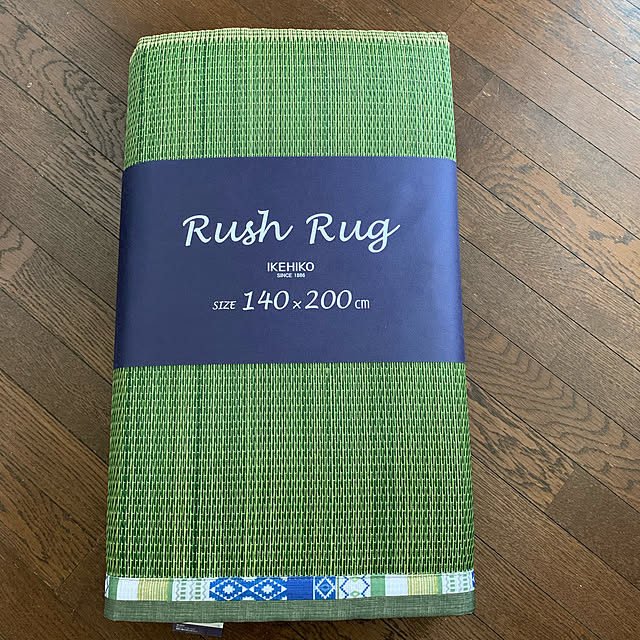 Rush Rug
IKEHIKO
SINCE 1886
SIZE 140×200㎝